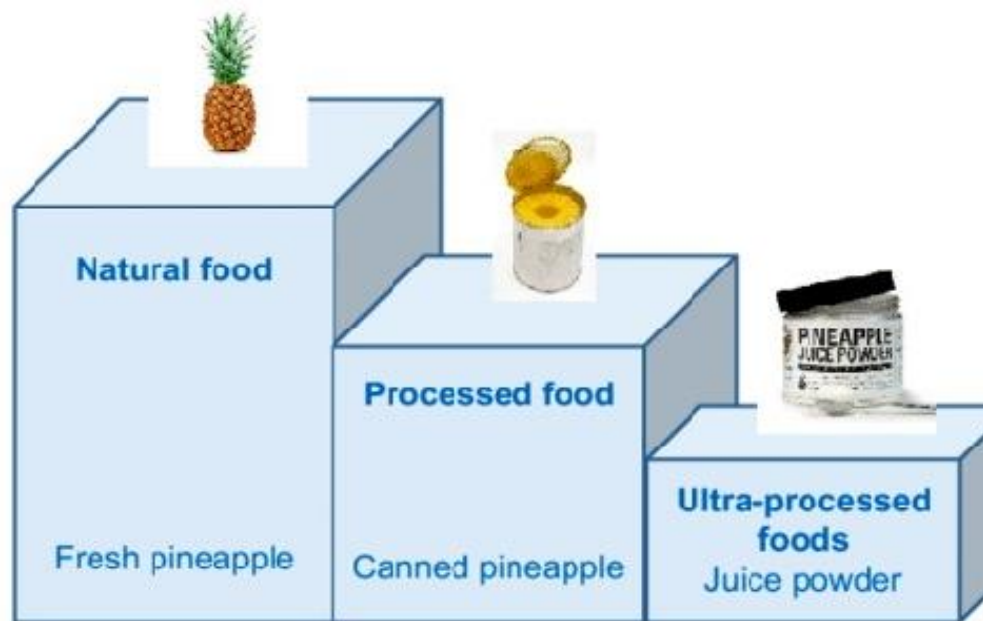 Natural food
Fresh pineapple
Processed food
Canned pineapple
PINEAPPLE
JUICE POWDER
Ultra-processed
foods
Juice powder